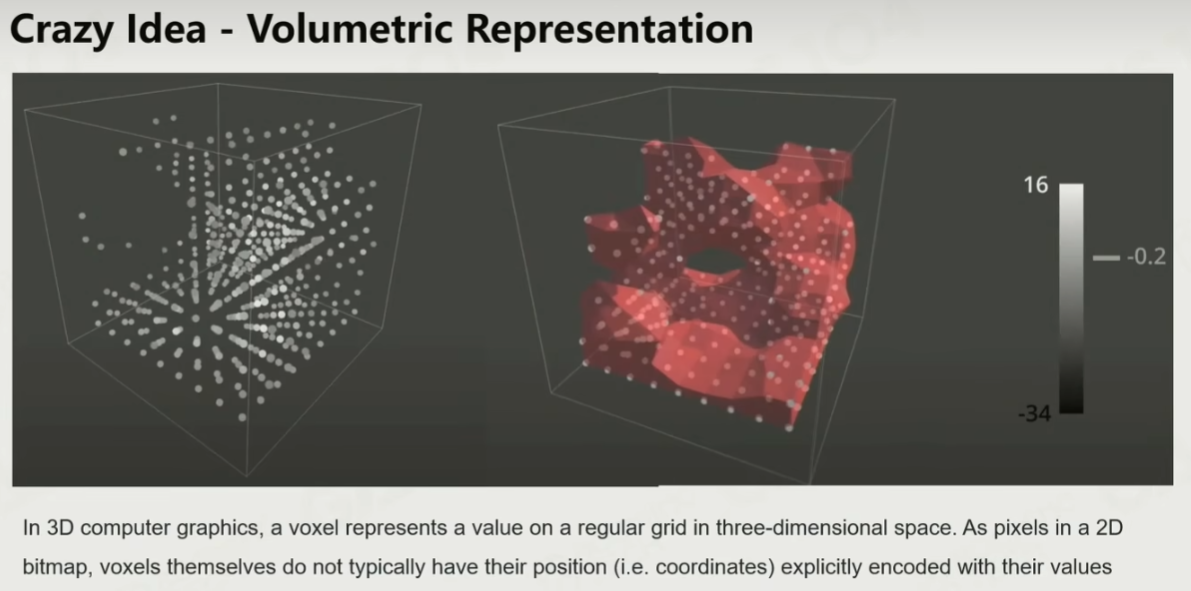 Crazy Idea - Volumetric Representation
16
-0.2
-34
In 3D computer graphics, a voxel represents a value on a regular grid in three-dimensional space. As pixels in a 2D
bitmap, voxels themselves do not typically have their position (i.e. coordinates) explicitly encoded with their values